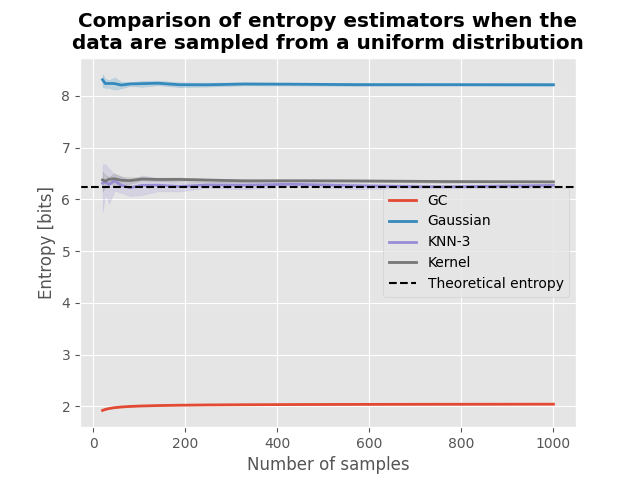 Comparison of entropy estimators when the
data are sampled from a uniform distribution
Entropy [bits]
8
7
6
5
4
3
2
GC
Gaussian
KNN-3
Kernel
Theoretical entropy
0 200 400 600 800 1000
Number of samples